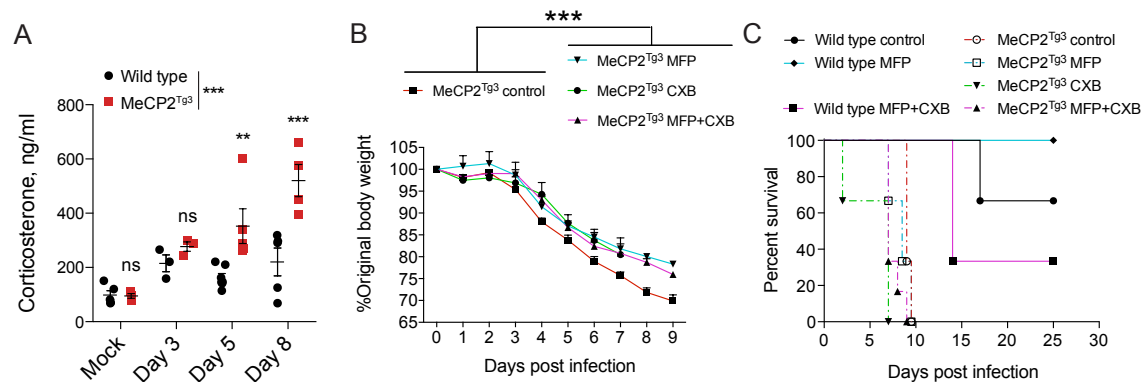 A
Wild type
MeCP2Tg3
***
Corticosterone, ng/ml
800
600
400
200
0
ns
ns
**
***
Mock
Day 3
Day 5
Day 8
B
***
MeCP2Tg3 control
MeCP2Tg3 MFP
MeCP2Tg3 CXB
MeCP2Tg3 MFP+CXB
%Original body weight
105
100
95
90
85
80
75
70
65
0 1 2 3 4 5 6 7 8 9
Days post infection
C
Wild type control
Wild type MFP
Wild type MFP+CXB
MeCP2Tg3 control
MeCP2Tg3 MFP
MeCP2Tg3 CXB
MeCP2Tg3 MFP+CXB
Percent survival
100
80
60
40
20
0
0 5 10 15 20 25 30
Days post infection